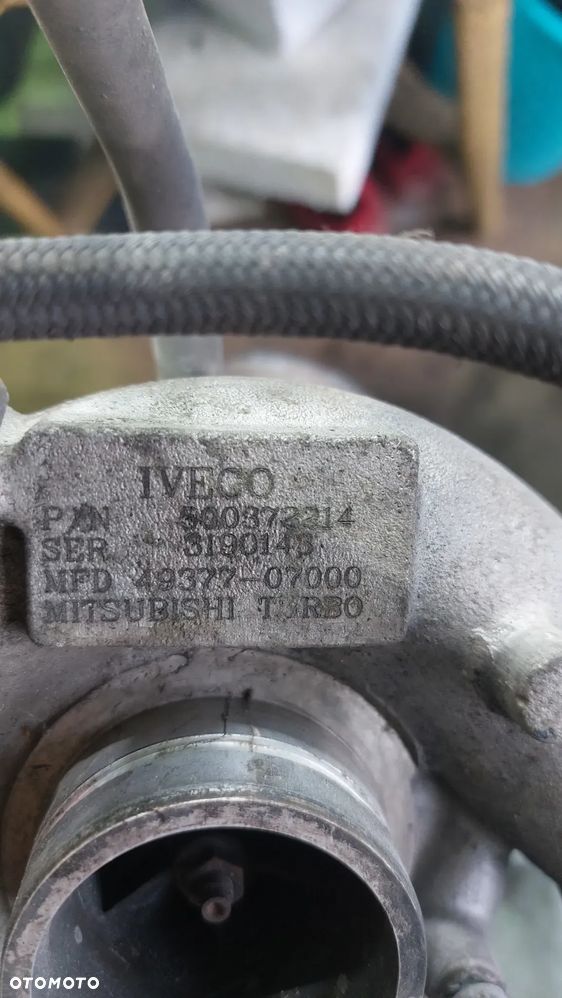 IVECO
P/N 500372214
SER 3190143
MFD 49377-07000
MITSUBISHI TURBO
OTOMOTO